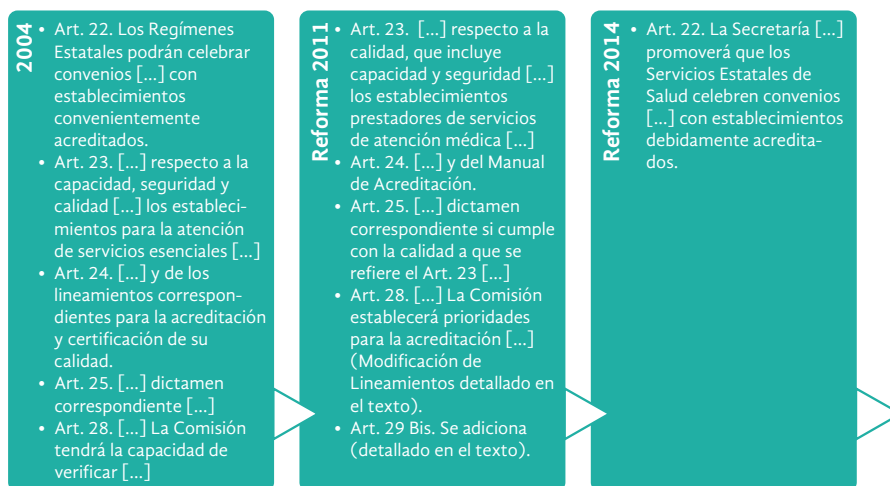 2004
• Art. 22. Los Regímenes
Estatales podrán celebrar
convenios [...] con
establecimientos
convenientemente
acreditados.
• Art. 23. [...] respecto a la
capacidad, seguridad y
calidad [...] los estableci-
mientos para la atención
de servicios esenciales [...]
• Art. 24. [...] y de los
lineamientos correspon-
dientes para la acreditación
y certificación de su
calidad.
• Art. 25. [...] dictamen
correspondiente [...]
• Art. 28. [...] La Comisión
tendrá la capacidad de
verificar [...]
Reforma 2011
• Art. 23. [...] respecto a la
calidad, que incluye
capacidad y seguridad [...]
los establecimientos
prestadores de servicios
de atención médica [...]
• Art. 24. [...] y del Manual
de Acreditación.
• Art. 25. [...] dictamen
correspondiente si cumple
con la calidad a que se
refiere el Art. 23 [...]
• Art. 28. [...] La Comisión
establecerá prioridades
para la acreditación [...]
(Modificación de
Lineamientos detallado en
el texto).
• Art. 29 Bis. Se adiciona
(detallado en el texto).
Reforma 2014
• Art. 22. La Secretaría [...]
promoverá que los
Servicios Estatales de
Salud celebren convenios
[...] con establecimientos
debidamente acredita-
dos.